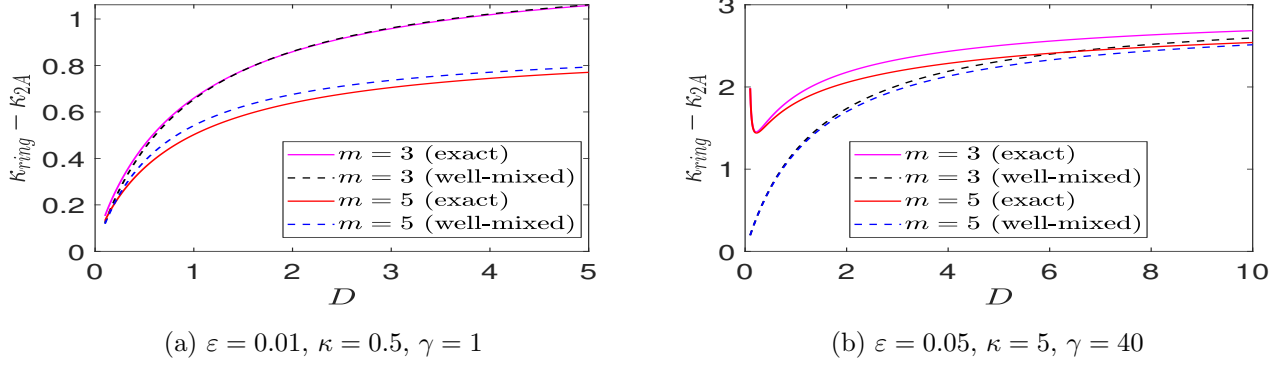 κ_ring − κ_2A
1
0.8
0.6
0.4
0.2
0
m = 3 (exact)
m = 3 (well-mixed)
m = 5 (exact)
m = 5 (well-mixed)
0 1 2 3 4 5
D
(a) ε = 0.01, κ = 0.5, γ = 1
κ_ring − κ_2A
3
2
1
0
m = 3 (exact)
m = 3 (well-mixed)
m = 5 (exact)
m = 5 (well-mixed)
0 2 4 6 8 10
D
(b) ε = 0.05, κ = 5, γ = 40